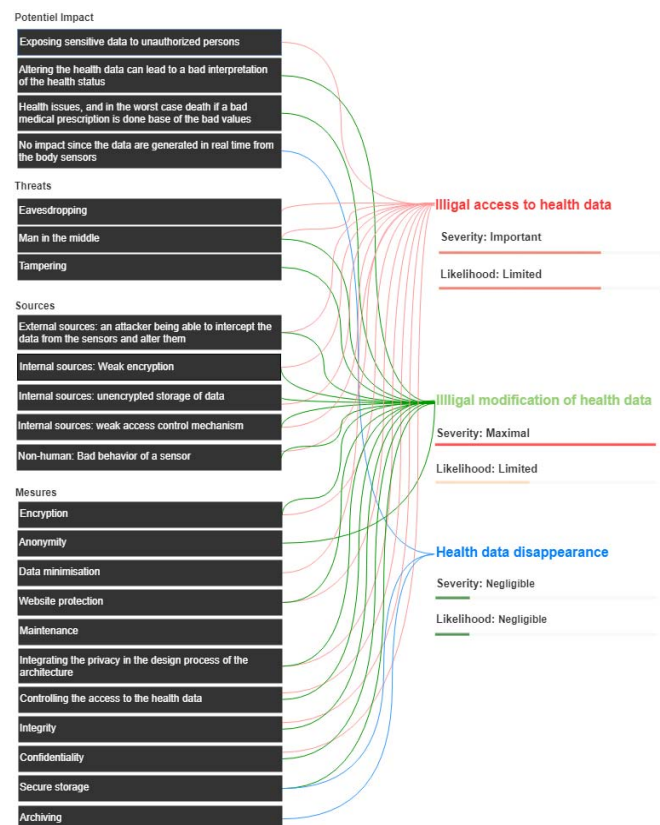 Potentiel Impact
Exposing sensitive data to unauthorized persons
Altering the health data can lead to a bad interpretation
of the health status
Health issues, and in the worst case death if a bad
medical prescription is done base of the bad values
No impact since the data are generated in real time from
the body sensors
Threats
Eavesdropping
Man in the middle
Tampering
Sources
External sources: an attacker being able to intercept the
data from the sensors and alter them
Internal sources: Weak encryption
Internal sources: unencrypted storage of data
Internal sources: weak access control mechanism
Non-human: Bad behavior of a sensor
Mesures
Encryption
Anonymity
Data minimisation
Website protection
Maintenance
Integrating the privacy in the design process of the
architecture
Controlling the access to the health data
Integrity
Confidentiality
Secure storage
Archiving
Illigal access to health data
Severity: Important
Likelihood: Limited
Illligal modification of health data
Severity: Maximal
Likelihood: Limited
Health data disappearance
Severity: Negligible
Likelihood: Negligible